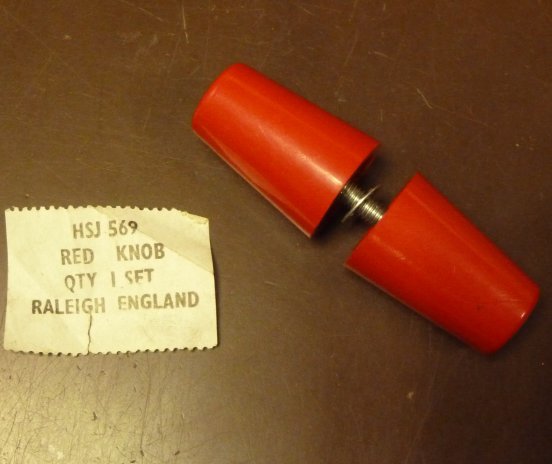 HSJ 569
RED KNOB
QTY 1 SET
RALEIGH ENGLAND